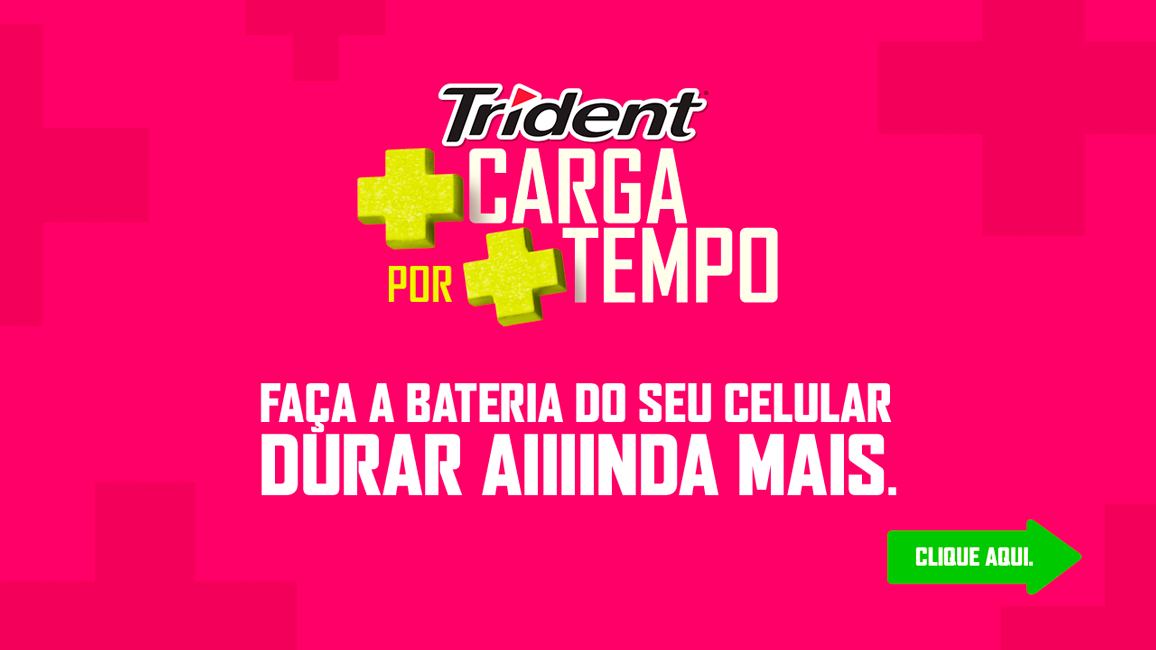 Trident
+CARGA
POR +TEMPO
FAÇA A BATERIA DO SEU CELULAR
DURAR AIIIINDA MAIS.
CLIQUE AQUI.